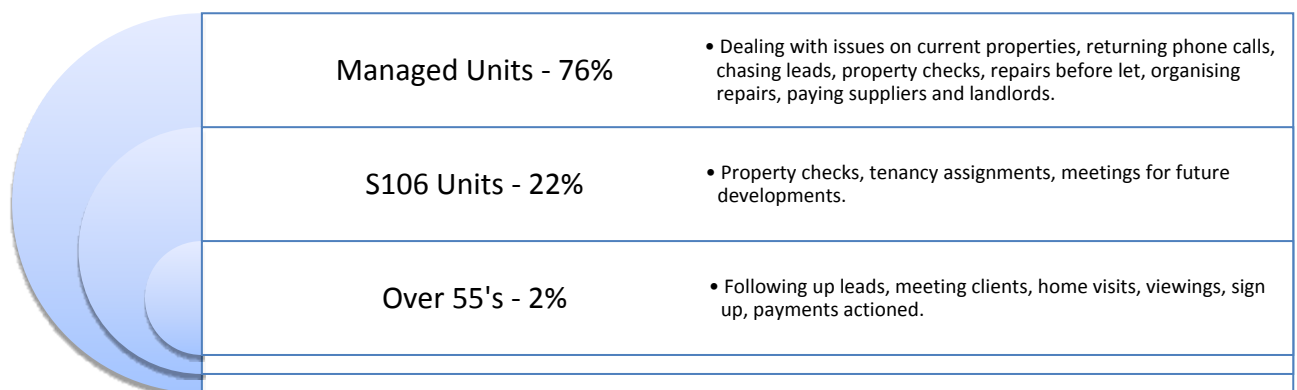 Managed Units - 76%
• Dealing with issues on current properties, returning phone calls,
chasing leads, property checks, repairs before let, organising
repairs, paying suppliers and landlords.
S106 Units - 22%
• Property checks, tenancy assignments, meetings for future
developments.
Over 55's - 2%
• Following up leads, meeting clients, home visits, viewings, sign
up, payments actioned.